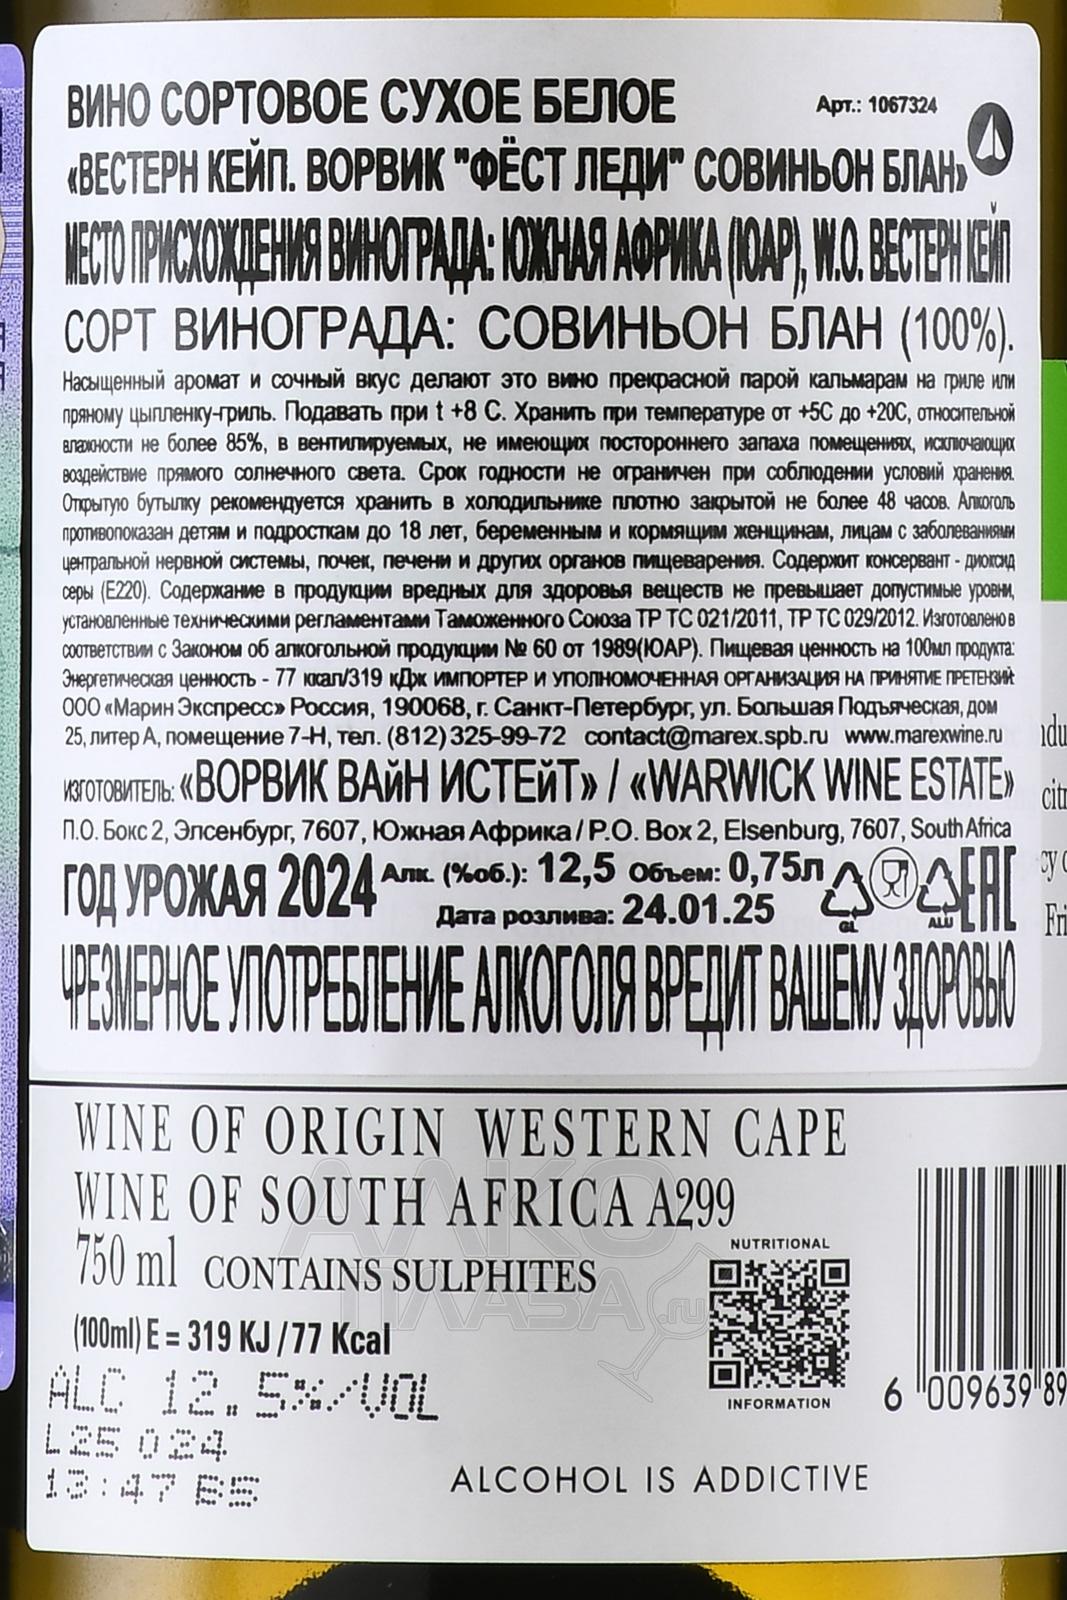 ВИНО СОРТОВОЕ СУХОЕ БЕЛОЕ Арт.: 1067324
«ВЕСТЕРН КЕЙП. ВОРВИК "ФЁСТ ЛЕДИ" СОВИНЬОН БЛАН»
МЕСТО ПРИСХОЖДЕНИЯ ВИНОГРАДА: ЮЖНАЯ АФРИКА (ЮАР), W.O. ВЕСТЕРН КЕЙП
СОРТ ВИНОГРАДА: СОВИНЬОН БЛАН (100%).
Насыщенный аромат и сочный вкус делают это вино прекрасной парой кальмарам на гриле или
пряному цыпленку-гриль. Подавать при t +8 С. Хранить при температуре от +5С до +20С, относительной
влажности не более 85%, в вентилируемых, не имеющих постороннего запаха помещениях, исключающих
воздействие прямого солнечного света. Срок годности не ограничен при соблюдении условий хранения.
Открытую бутылку рекомендуется хранить в холодильнике плотно закрытой не более 48 часов. Алкоголь
противопоказан детям и подросткам до 18 лет, беременным и кормящим женщинам, лицам с заболеваниями
центральной нервной системы, почек, печени и других органов пищеварения. Содержит консервант - диоксид
серы (Е220). Содержание в продукции вредных для здоровья веществ не превышает допустимые уровни,
установленные техническими регламентами Таможенного Союза ТР ТС 021/2011, ТР ТС 029/2012. Изготовлено в
соответствии с Законом об алкогольной продукции № 60 от 1989(ЮАР). Пищевая ценность на 100мл продукта:
Энергетическая ценность - 77 ккал/319 кДж ИМПОРТЕР И УПОЛНОМОЧЕННАЯ ОРГАНИЗАЦИЯ НА ПРИНЯТИЕ ПРЕТЕНЗИЙ:
ООО «Марин Экспресс» Россия, 190068, г. Санкт-Петербург, ул. Большая Подъяческая, дом
25, литер А, помещение 7-Н, тел. (812) 325-99-72 contact@marex.spb.ru www.marexwine.ru
ИЗГОТОВИТЕЛЬ: «ВОРВИК ВАйН ИСТЕйТ» / «WARWICK WINE ESTATE»
П.О. Бокс 2, Элсенбург, 7607, Южная Африка / P.O. Box 2, Elsenburg, 7607, South Africa
ГОД УРОЖАЯ 2024 Алк. (%об.): 12,5 Объем: 0,75л
Дата розлива: 24.01.25 GL ALU ЕАС
ЧРЕЗМЕРНОЕ УПОТРЕБЛЕНИЕ АЛКОГОЛЯ ВРЕДИТ ВАШЕМУ ЗДОРОВЬЮ
WINE OF ORIGIN WESTERN CAPE
WINE OF SOUTH AFRICA A299
750 ml CONTAINS SULPHITES
NUTRITIONAL
(100ml) E = 319 KJ / 77 Kcal
INFORMATION
6 009639 89
ALC 12.5%/VOL
L25024
13:47 B5
ALCOHOL IS ADDICTIVE
АЛКО
ПЛАЗА.ru